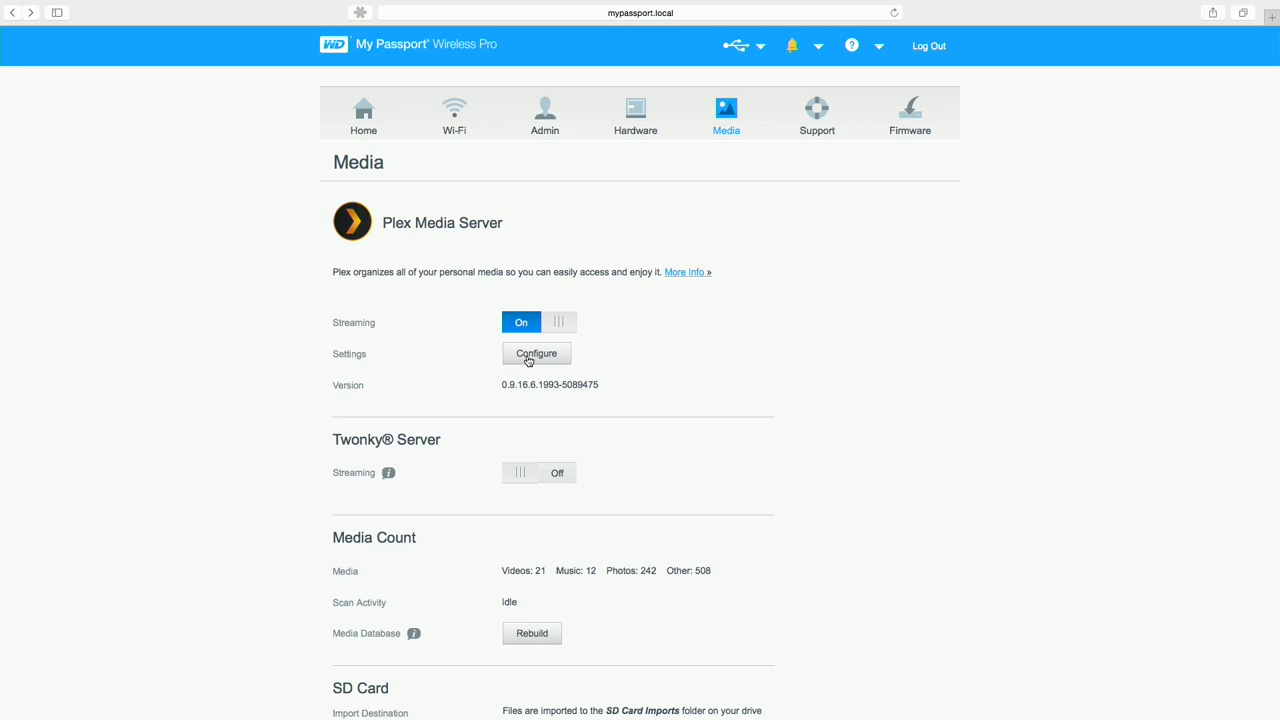 mypassport.local
WD My Passport® Wireless Pro
? Log Out
Home Wi-Fi Admin Hardware Media Support Firmware
Media
Plex Media Server
Plex organizes all of your personal media so you can easily access and enjoy it. More Info »
Streaming On
Settings Configure
Version 0.9.16.6.1993-5089475
Twonky® Server
Streaming i Off
Media Count
Media Videos: 21 Music: 12 Photos: 242 Other: 508
Scan Activity Idle
Media Database i Rebuild
SD Card
Import Destination Files are imported to the SD Card Imports folder on your drive